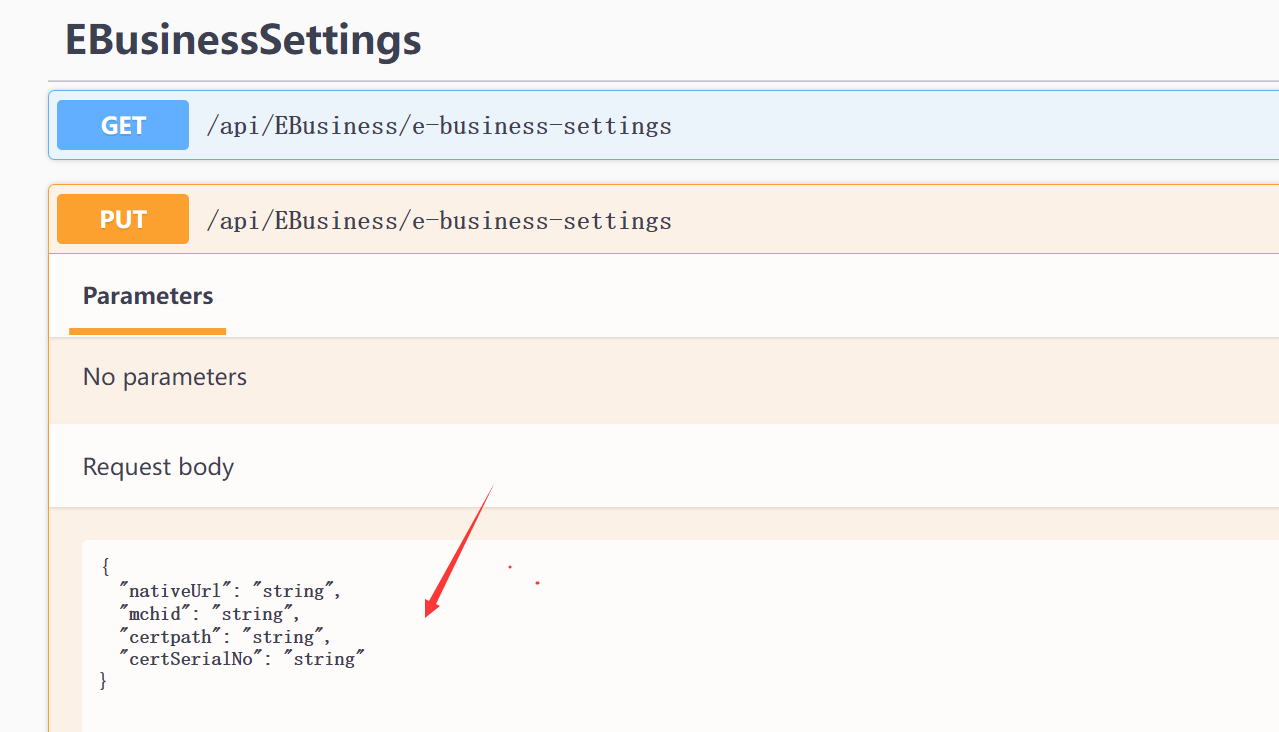 EBusinessSettings
GET /api/EBusiness/e-business-settings
PUT /api/EBusiness/e-business-settings
Parameters
No parameters
Request body
{
"nativeUrl": "string",
"mchid": "string",
"certpath": "string",
"certSerialNo": "string"
}